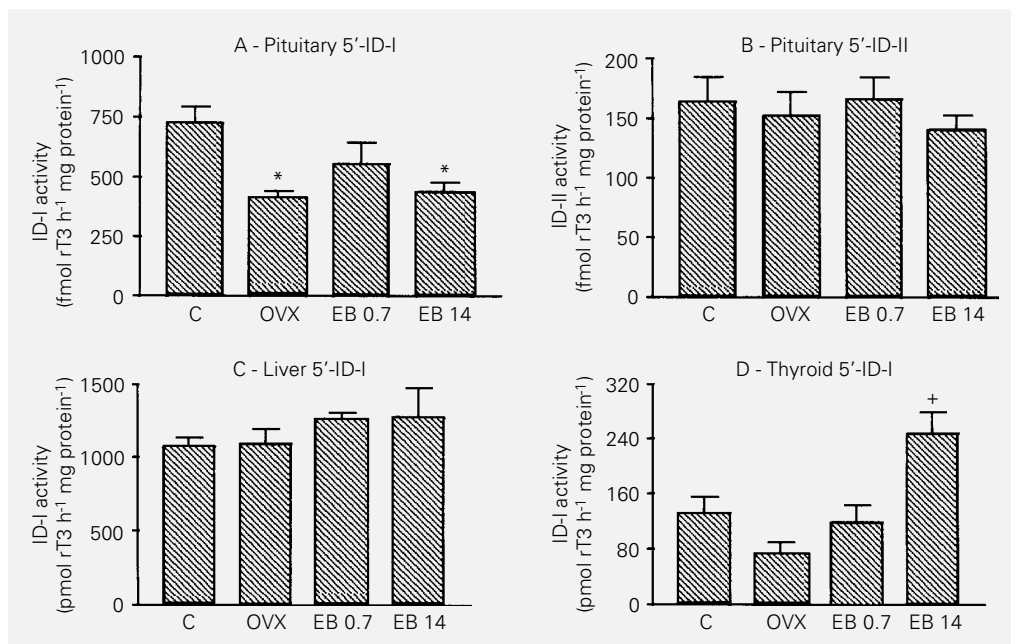 A - Pituitary 5’-ID-I
ID-I activity
(fmol rT3 h-1 mg protein-1)
1000
750
500
250
0
*
*
C OVX EB 0.7 EB 14
B - Pituitary 5’-ID-II
ID-II activity
(fmol rT3 h-1 mg protein-1)
200
150
100
50
0
C OVX EB 0.7 EB 14
C - Liver 5’-ID-I
ID-I activity
(pmol rT3 h-1 mg protein-1)
1500
1000
500
0
C OVX EB 0.7 EB 14
D - Thyroid 5’-ID-I
ID-I activity
(pmol rT3 h-1 mg protein-1)
320
240
160
80
0
+
C OVX EB 0.7 EB 14